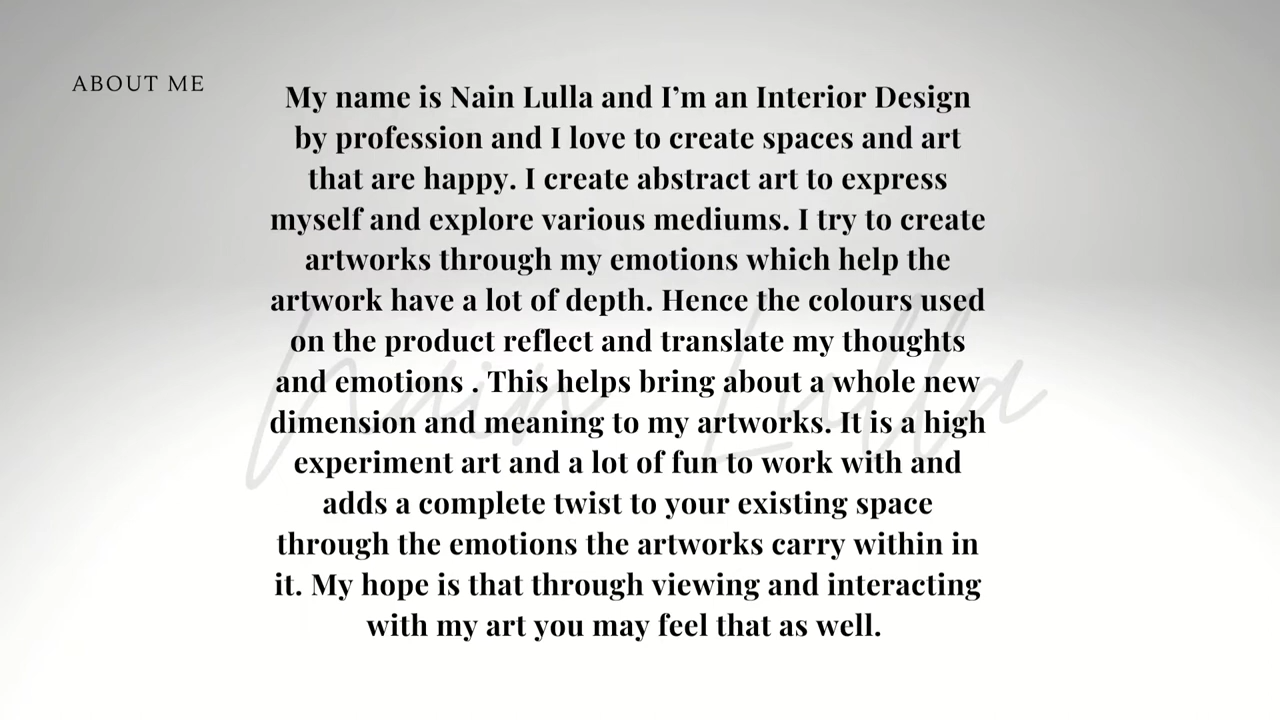 ABOUT ME
My name is Nain Lulla and I’m an Interior Design
by profession and I love to create spaces and art
that are happy. I create abstract art to express
myself and explore various mediums. I try to create
artworks through my emotions which help the
artwork have a lot of depth. Hence the colours used
on the product reflect and translate my thoughts
and emotions . This helps bring about a whole new
dimension and meaning to my artworks. It is a high
experiment art and a lot of fun to work with and
adds a complete twist to your existing space
through the emotions the artworks carry within in
it. My hope is that through viewing and interacting
with my art you may feel that as well.
Nain Lulla